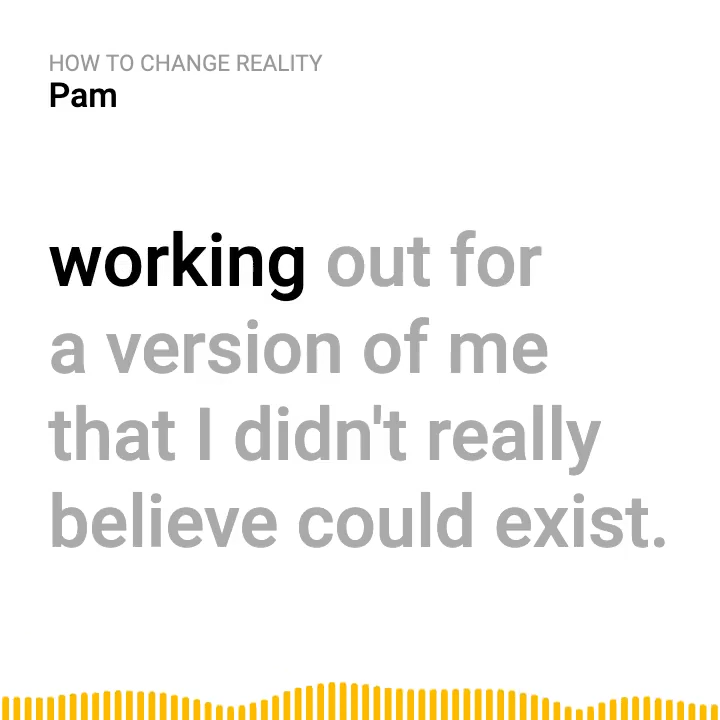 HOW TO CHANGE REALITY
Pam
working out for
a version of me
that I didn't really
believe could exist.